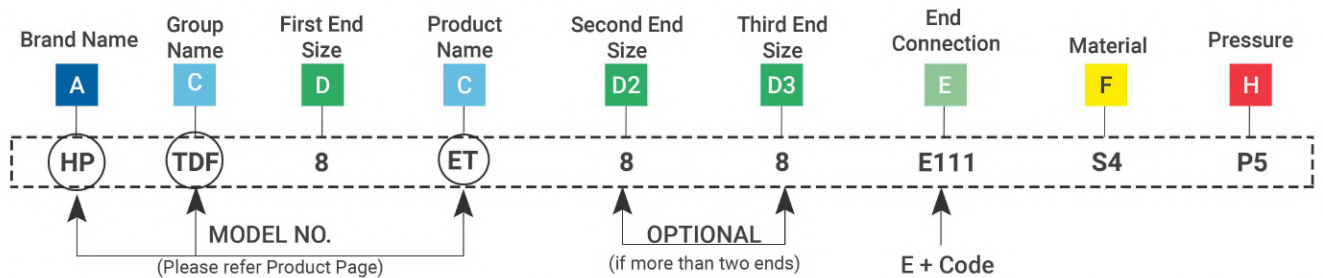 Brand Name
Group
Name
First End
Size
Product
Name
Second End
Size
Third End
Size
End
Connection
Material
Pressure
A C D C D2 D3 E F H
HP TDF 8 ET 8 8 E111 S4 P5
MODEL NO.
(Please refer Product Page)
OPTIONAL
(if more than two ends)
E + Code